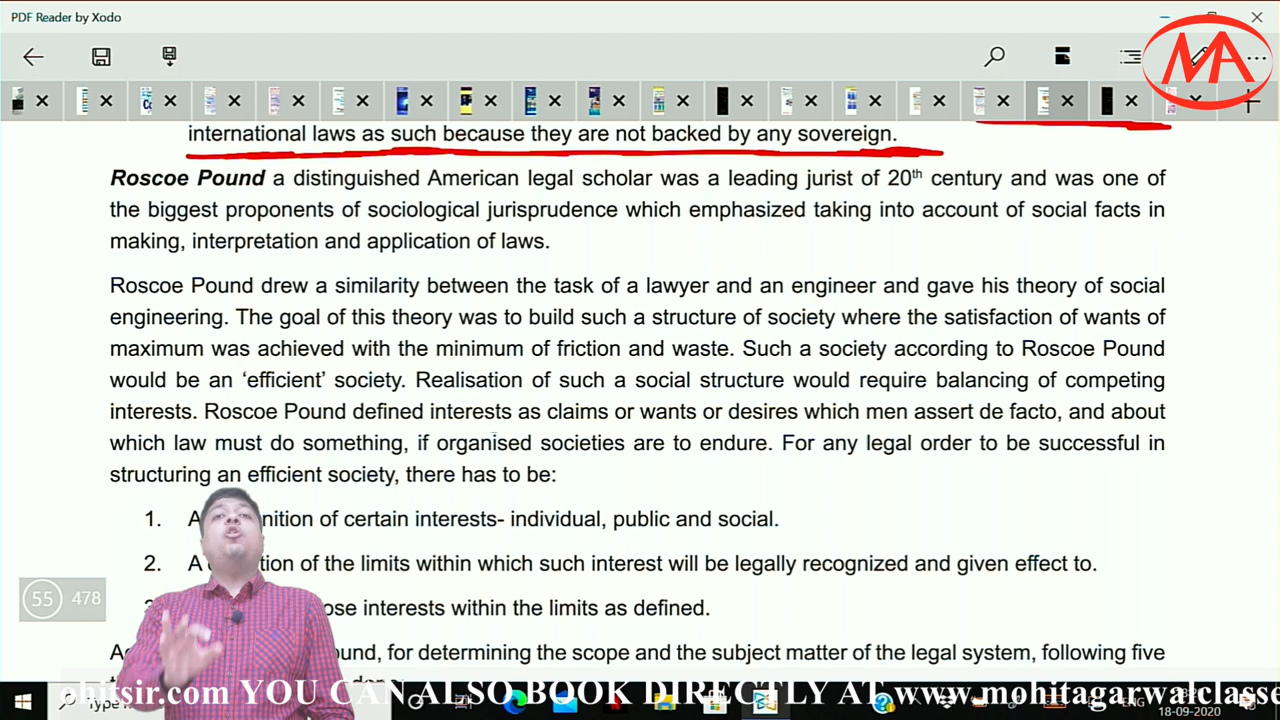 PDF Reader by Xodo
MA
international laws as such because they are not backed by any sovereign.
Roscoe Pound a distinguished American legal scholar was a leading jurist of 20th century and was one of
the biggest proponents of sociological jurisprudence which emphasized taking into account of social facts in
making, interpretation and application of laws.
Roscoe Pound drew a similarity between the task of a lawyer and an engineer and gave his theory of social
engineering. The goal of this theory was to build such a structure of society where the satisfaction of wants of
maximum was achieved with the minimum of friction and waste. Such a society according to Roscoe Pound
would be an ‘efficient’ society. Realisation of such a social structure would require balancing of competing
interests. Roscoe Pound defined interests as claims or wants or desires which men assert de facto, and about
which law must do something, if organised societies are to endure. For any legal order to be successful in
structuring an efficient society, there has to be:
1. nition of certain interests- individual, public and social.
2. tion of the limits within which such interest will be legally recognized and given effect to.
interests within the limits as defined.
55 478
for determining the scope and the subject matter of the legal system, following five
ohitsir.com YOU CAN ALSO BOOK DIRECTLY AT www.mohitagarwalclasse
ENG
18-09-2020